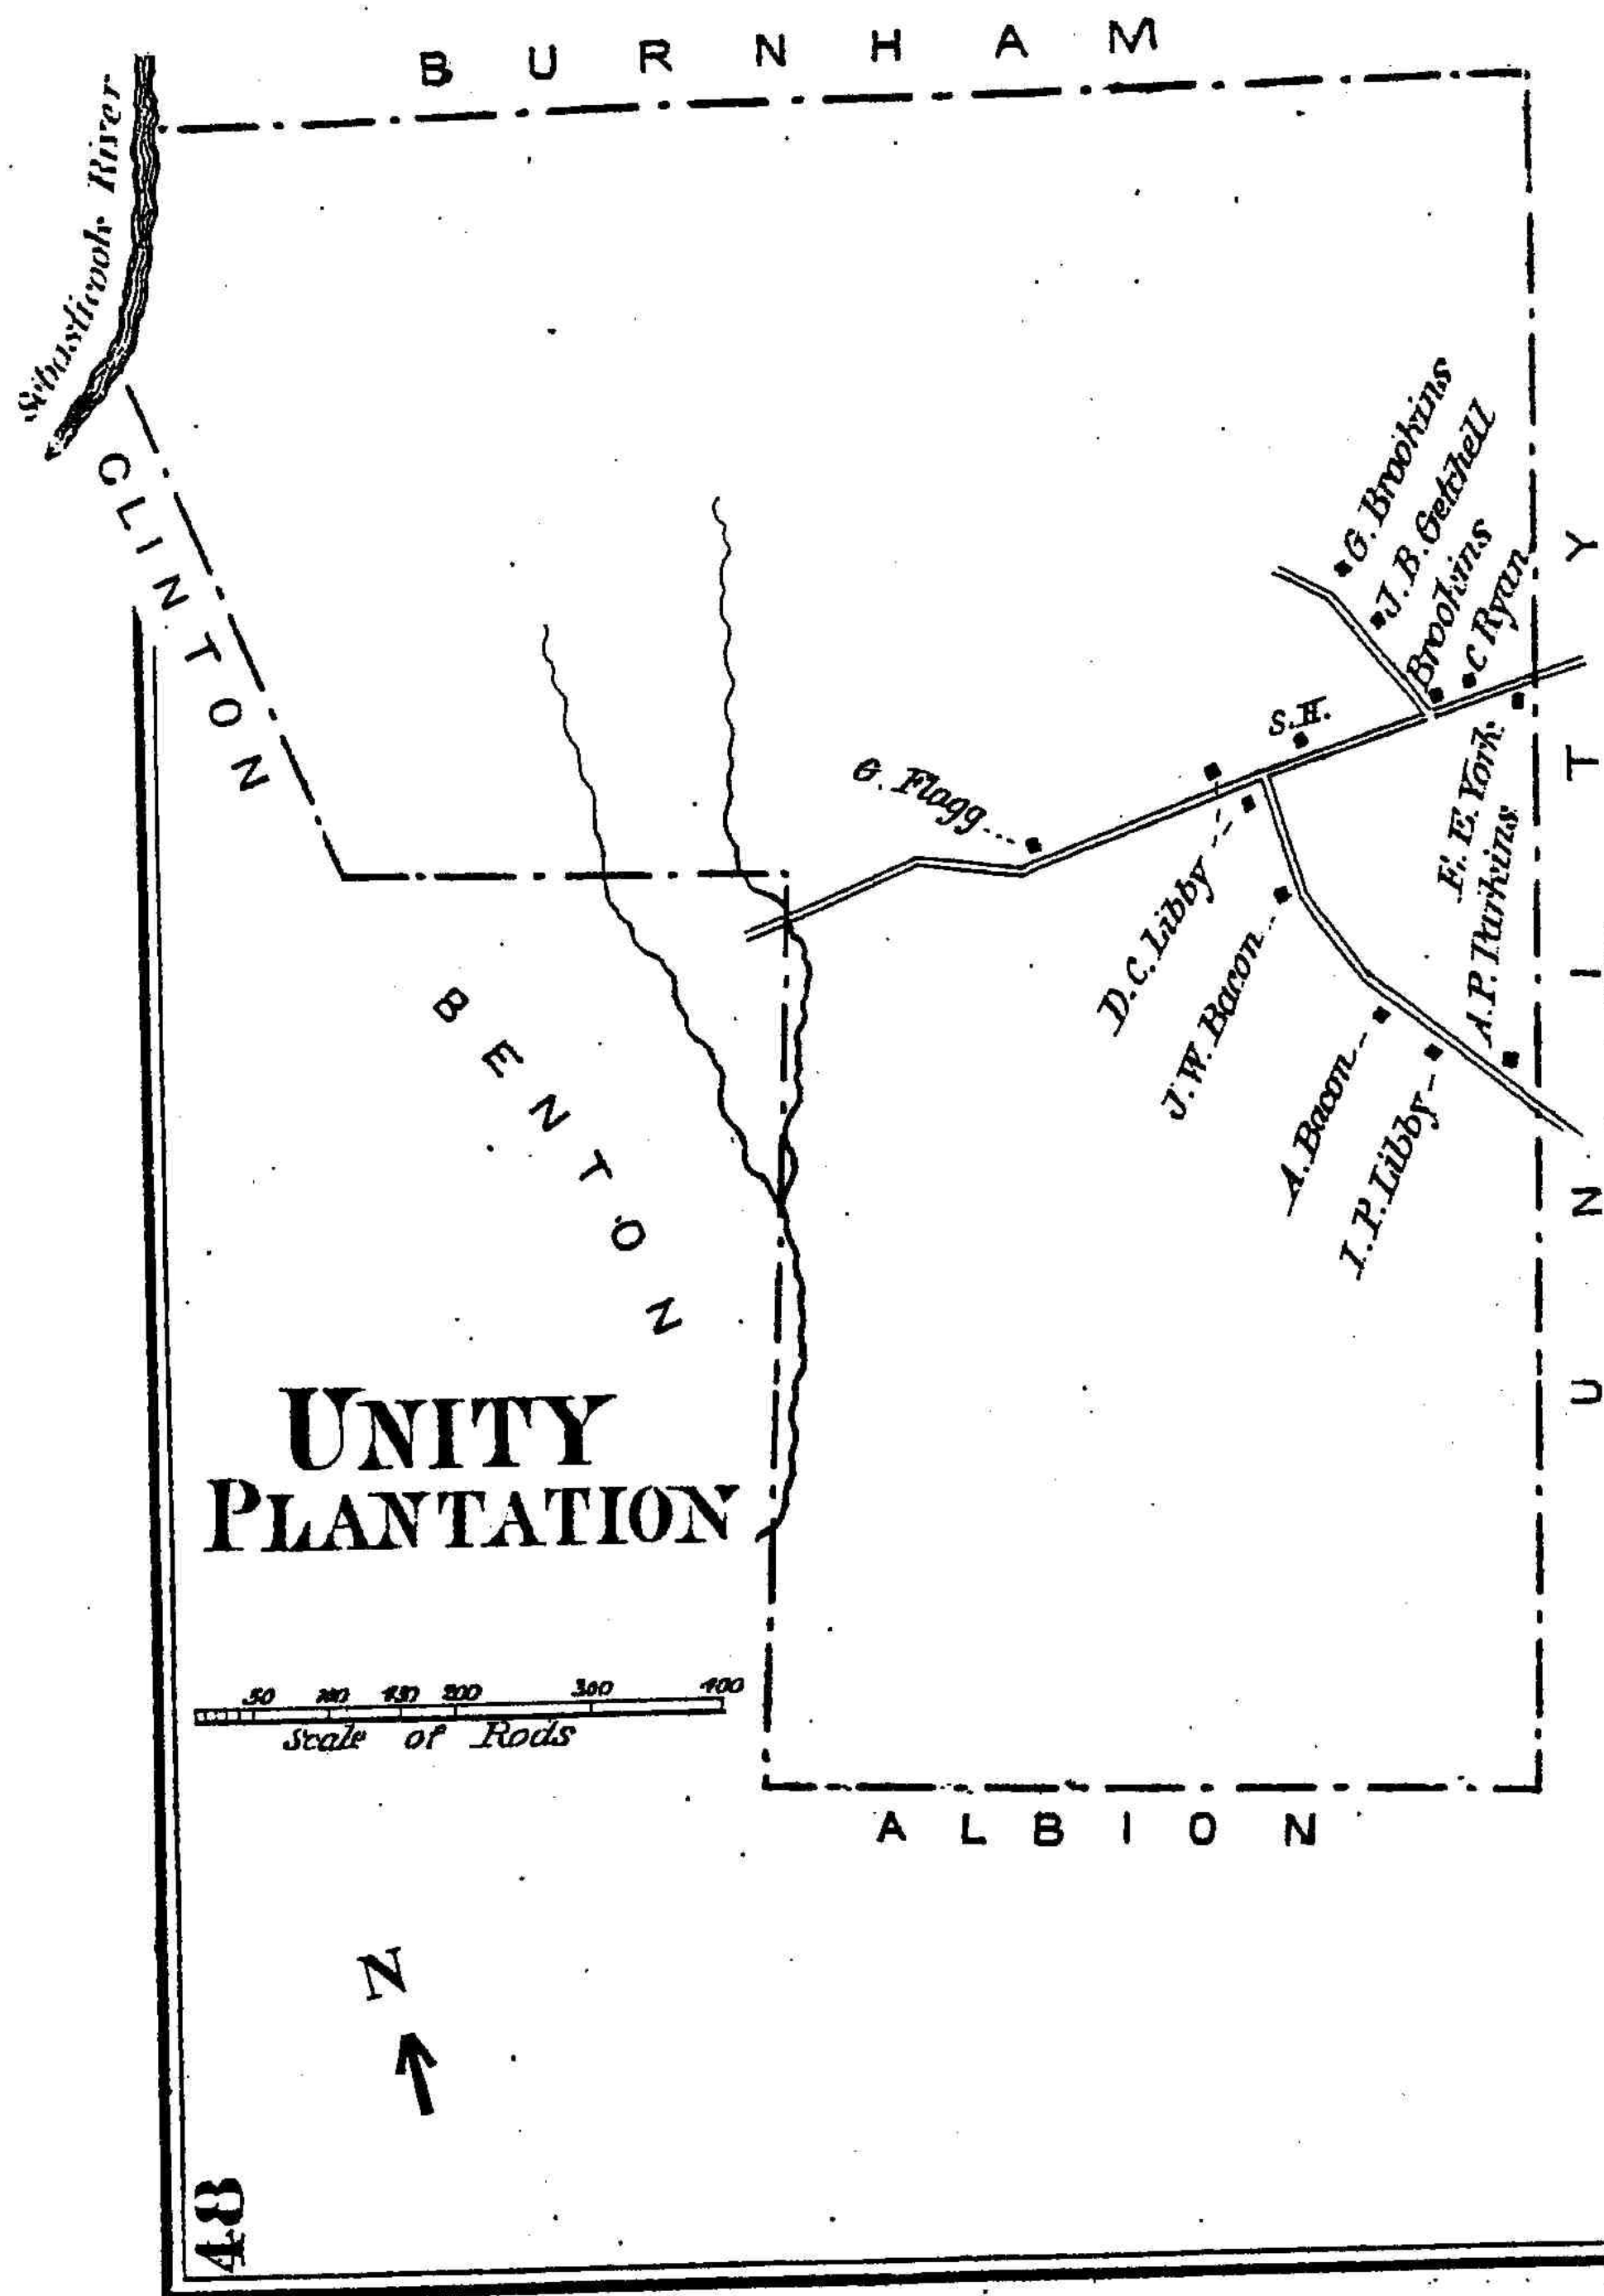 BURNHAM
Sebasticook River
CLINTON
G. Brookins
J. B. Getchell
Brookins
C Ryan
S.H.
G. Flagg
E. E. York
A. P. Parkins
D. C. Libby
J. W. Bacon
A. Bacon
I. P. Libby
UNITY
BENTON
UNITY
PLANTATION
50 100 150 200 300 400
Scale of Rods
ALBION
N
48